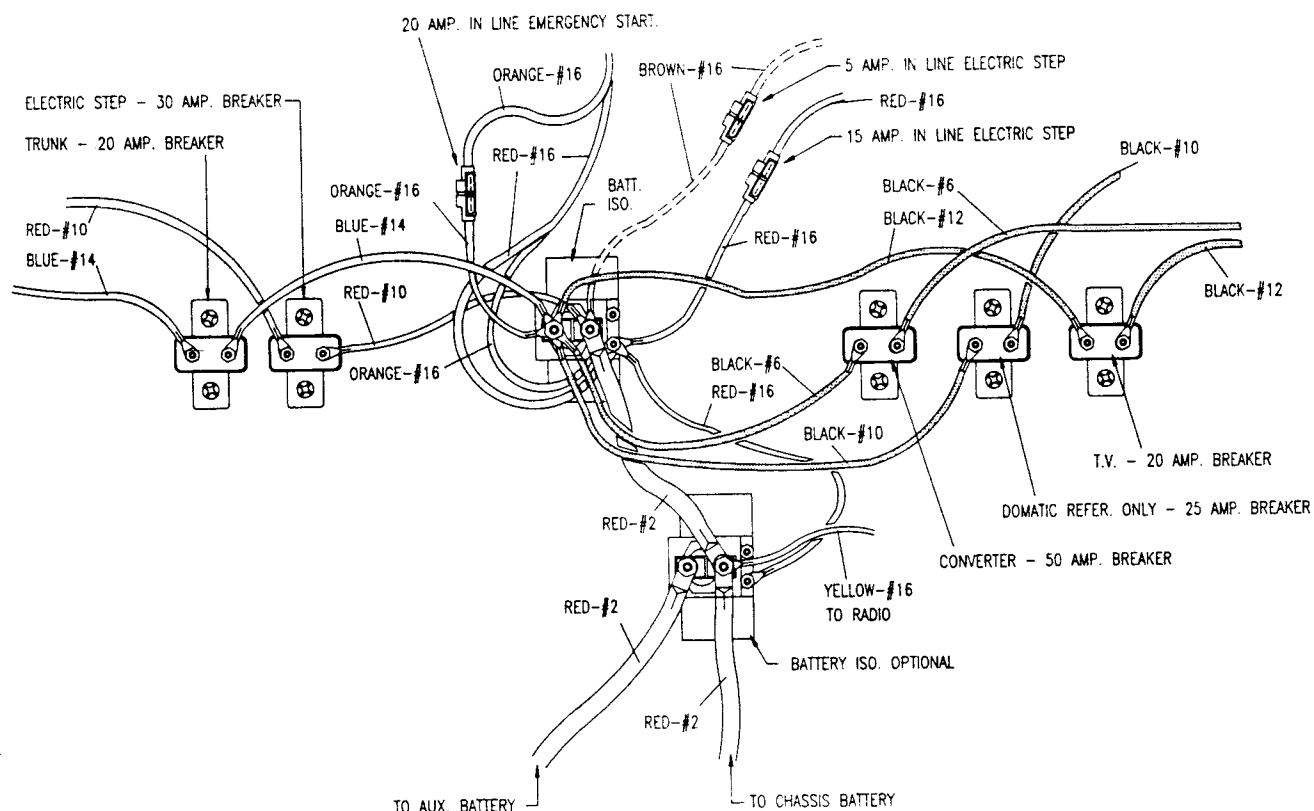 20 AMP. IN LINE EMERGENCY START.
ORANGE-#16
BROWN-#16
5 AMP. IN LINE ELECTRIC STEP
RED-#16
ELECTRIC STEP - 30 AMP. BREAKER
TRUNK - 20 AMP. BREAKER
15 AMP. IN LINE ELECTRIC STEP
RED-#16
BATT.
ISO.
BLACK-#10
ORANGE-#16
BLUE-#14
BLACK-#6
BLACK-#12
RED-#10
BLUE-#14
RED-#16
RED-#10
BLACK-#12
ORANGE-#16
BLACK-#6
RED-#16
BLACK-#10
T.V. - 20 AMP. BREAKER
DOMATIC REFER. ONLY - 25 AMP. BREAKER
RED-#2
CONVERTER - 50 AMP. BREAKER
YELLOW-#16
TO RADIO
RED-#2
BATTERY ISO. OPTIONAL
RED-#2
TO AUX. BATTERY
TO CHASSIS BATTERY